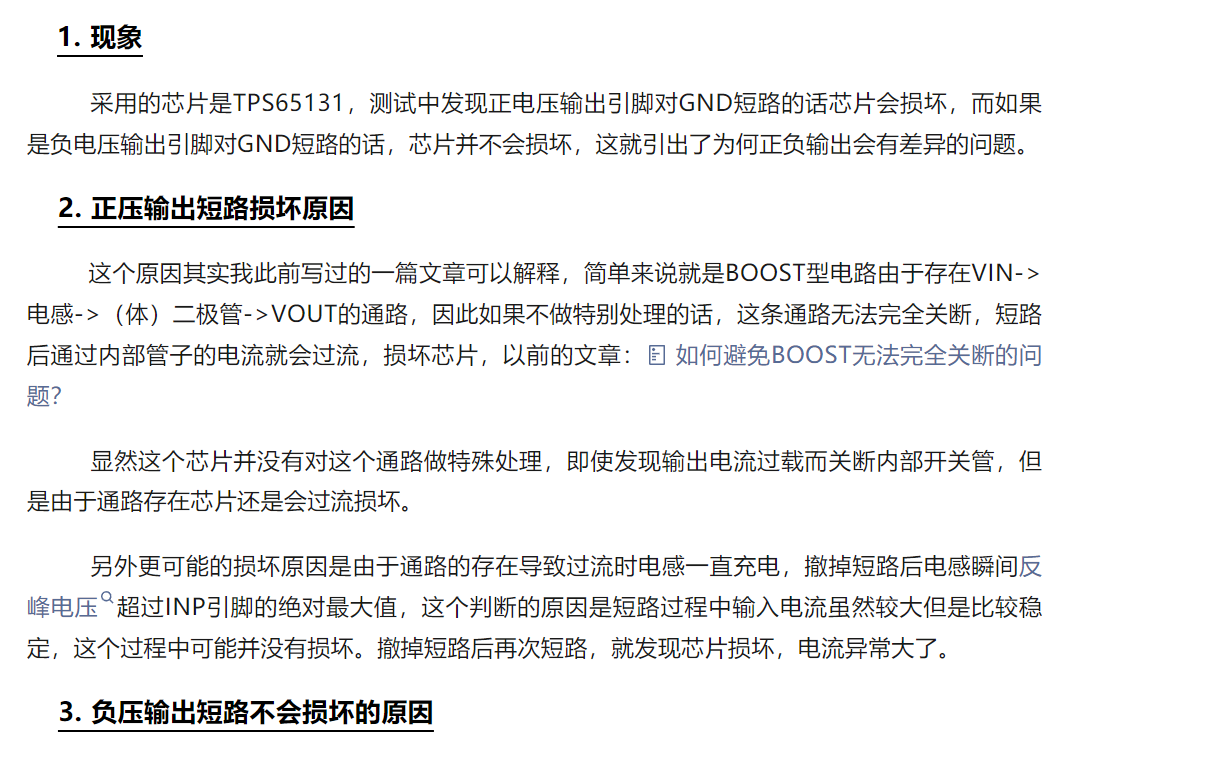 1. 现象
采用的芯片是TPS65131，测试中发现正电压输出引脚对GND短路的话芯片会损坏，而如果
是负电压输出引脚对GND短路的话，芯片并不会损坏，这就引出了为何正负输出会有差异的问题。
2. 正压输出短路损坏原因
这个原因其实我此前写过的一篇文章可以解释，简单来说就是BOOST型电路由于存在VIN->
电感->（体）二极管->VOUT的通路，因此如果不做特别处理的话，这条通路无法完全关断，短路
后通过内部管子的电流就会过流，损坏芯片，以前的文章：如何避免BOOST无法完全关断的问
题？
显然这个芯片并没有对这个通路做特殊处理，即使发现输出电流过载而关断内部开关管，但
是由于通路存在芯片还是会过流损坏。
另外更可能的损坏原因是由于通路的存在导致过流时电感一直充电，撤掉短路后电感瞬间反
峰电压超过INP引脚的绝对最大值，这个判断的原因是短路过程中输入电流虽然较大但是比较稳
定，这个过程中可能并没有损坏。撤掉短路后再次短路，就发现芯片损坏，电流异常大了。
3. 负压输出短路不会损坏的原因